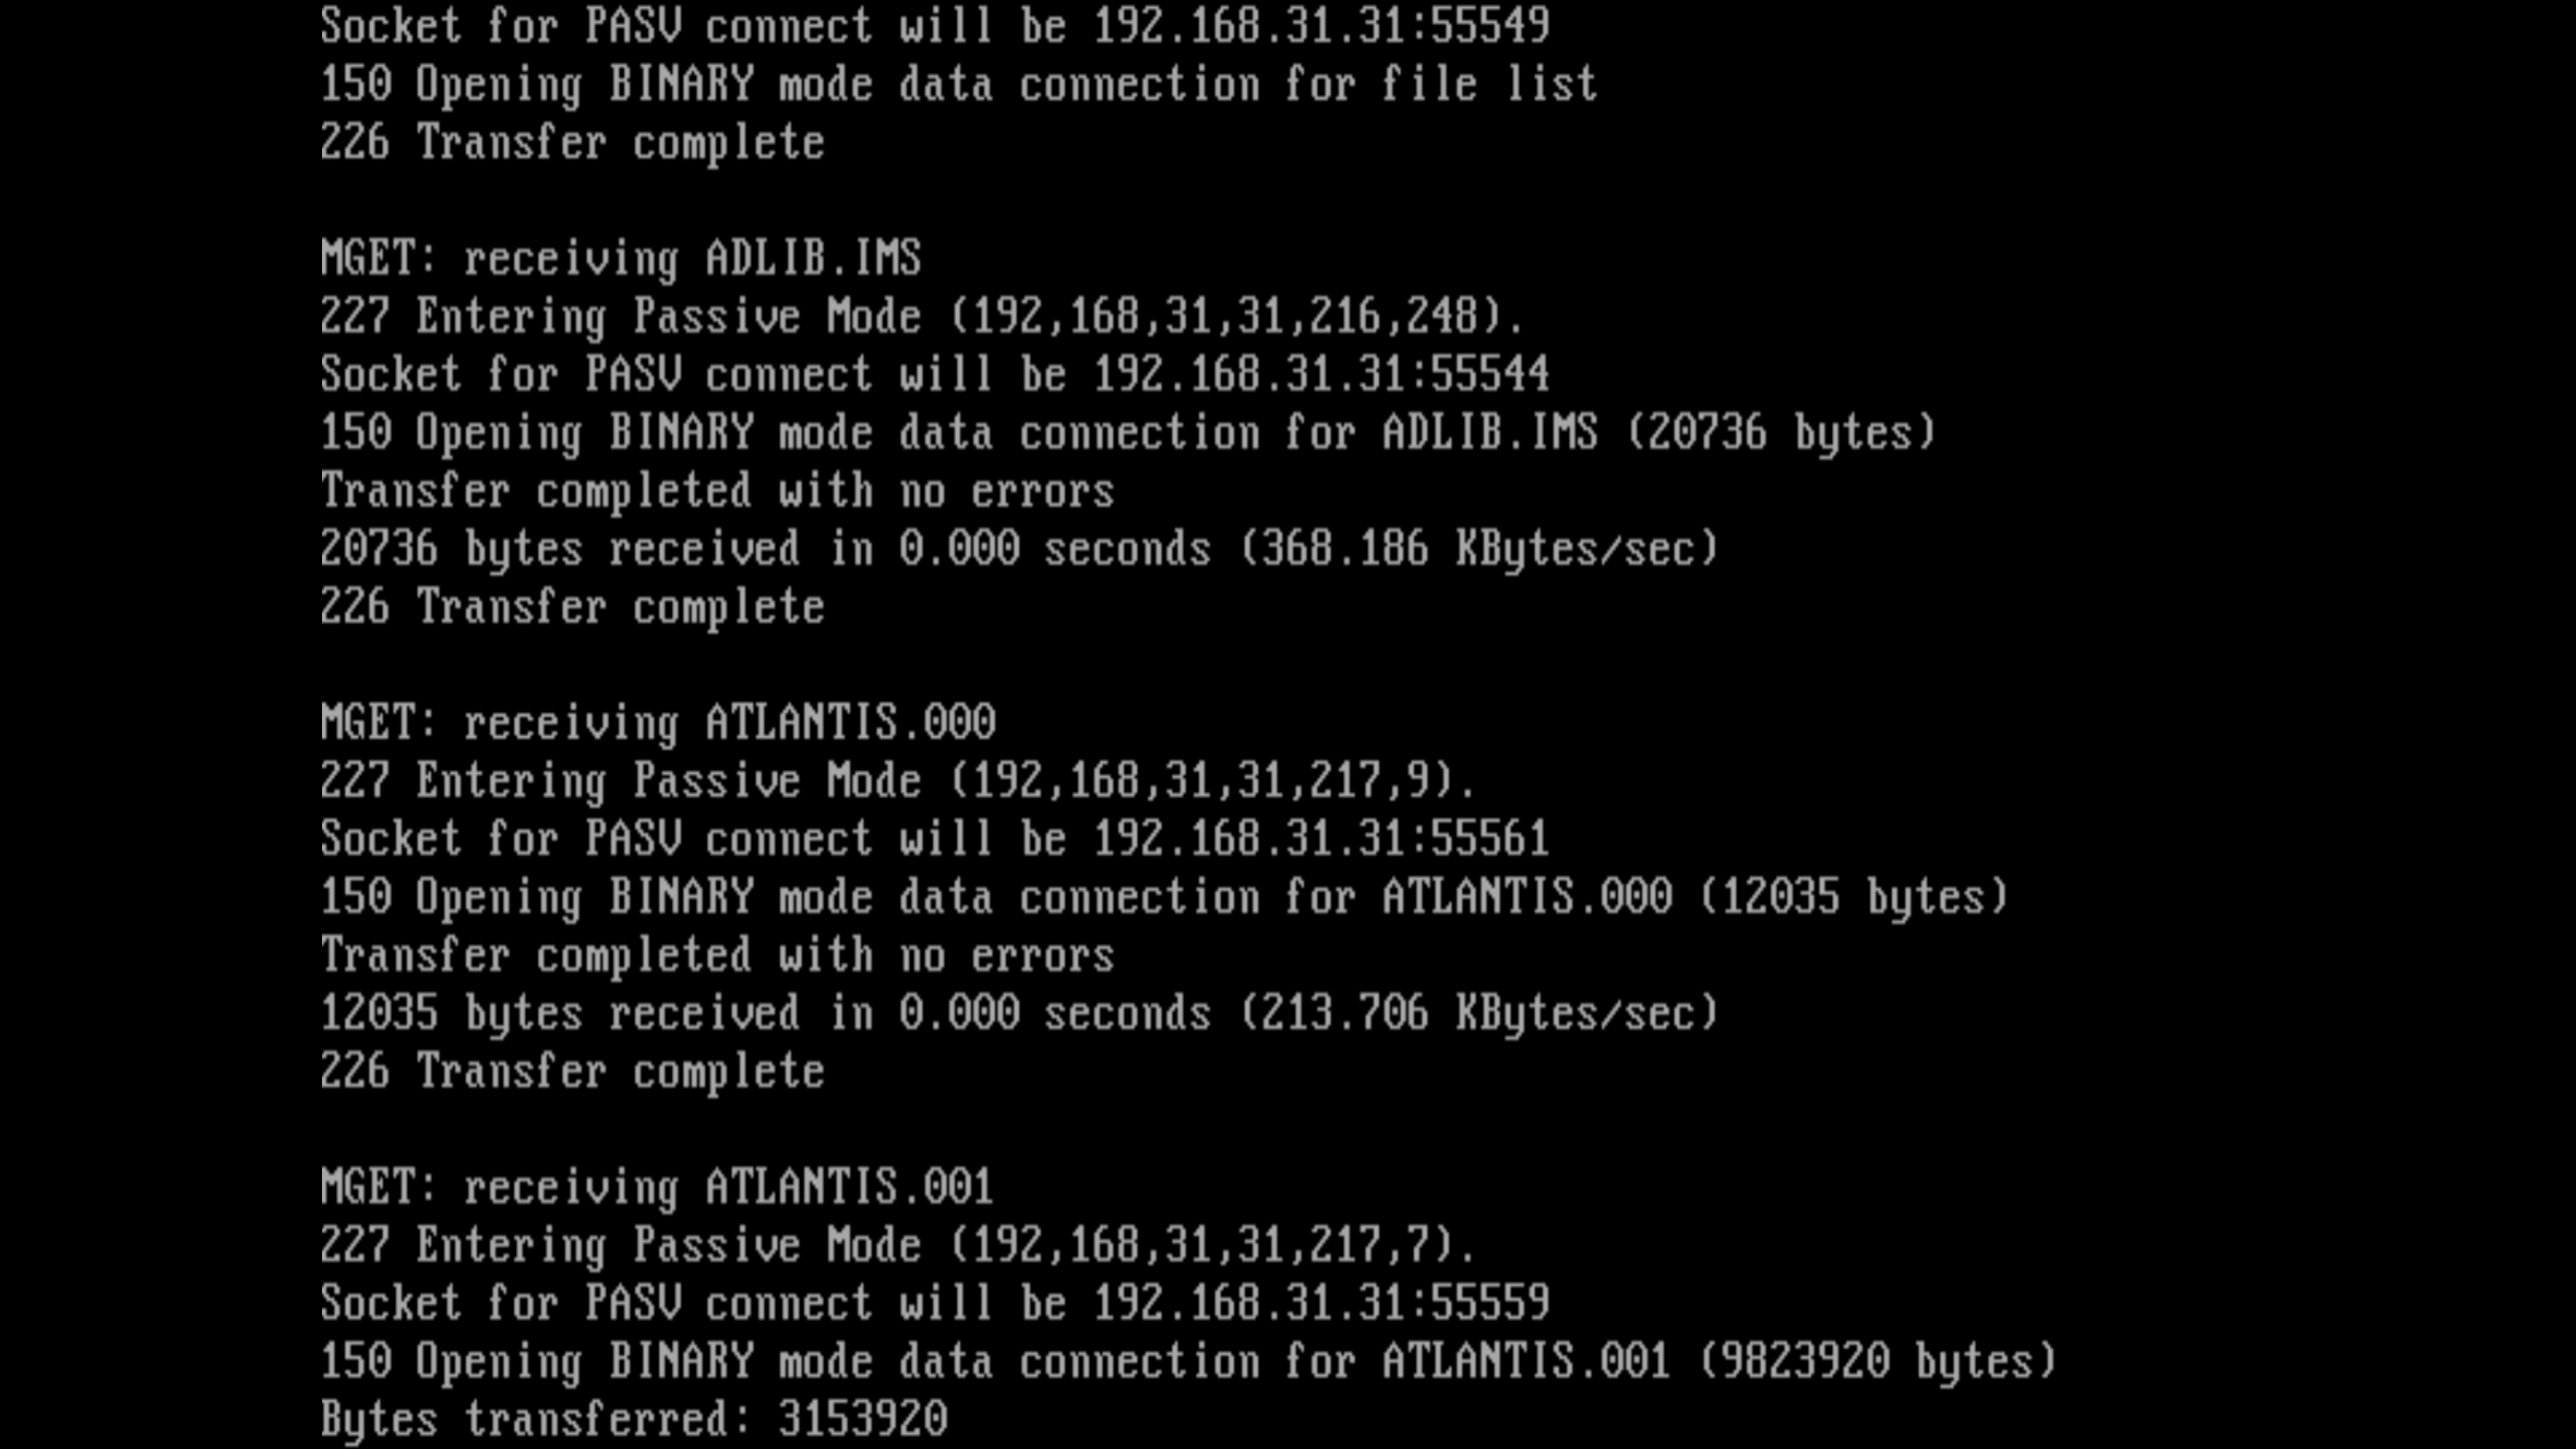 Socket for PASV connect will be 192.168.31.31:55549
150 Opening BINARY mode data connection for file list
226 Transfer complete
MGET: receiving ADLIB.IMS
227 Entering Passive Mode (192,168,31,31,216,248).
Socket for PASV connect will be 192.168.31.31:55544
150 Opening BINARY mode data connection for ADLIB.IMS (20736 bytes)
Transfer completed with no errors
20736 bytes received in 0.000 seconds (368.186 KBytes/sec)
226 Transfer complete
MGET: receiving ATLANTIS.000
227 Entering Passive Mode (192,168,31,31,217,9).
Socket for PASV connect will be 192.168.31.31:55561
150 Opening BINARY mode data connection for ATLANTIS.000 (12035 bytes)
Transfer completed with no errors
12035 bytes received in 0.000 seconds (213.706 KBytes/sec)
226 Transfer complete
MGET: receiving ATLANTIS.001
227 Entering Passive Mode (192,168,31,31,217,7).
Socket for PASV connect will be 192.168.31.31:55559
150 Opening BINARY mode data connection for ATLANTIS.001 (9823920 bytes)
Bytes transferred: 3153920